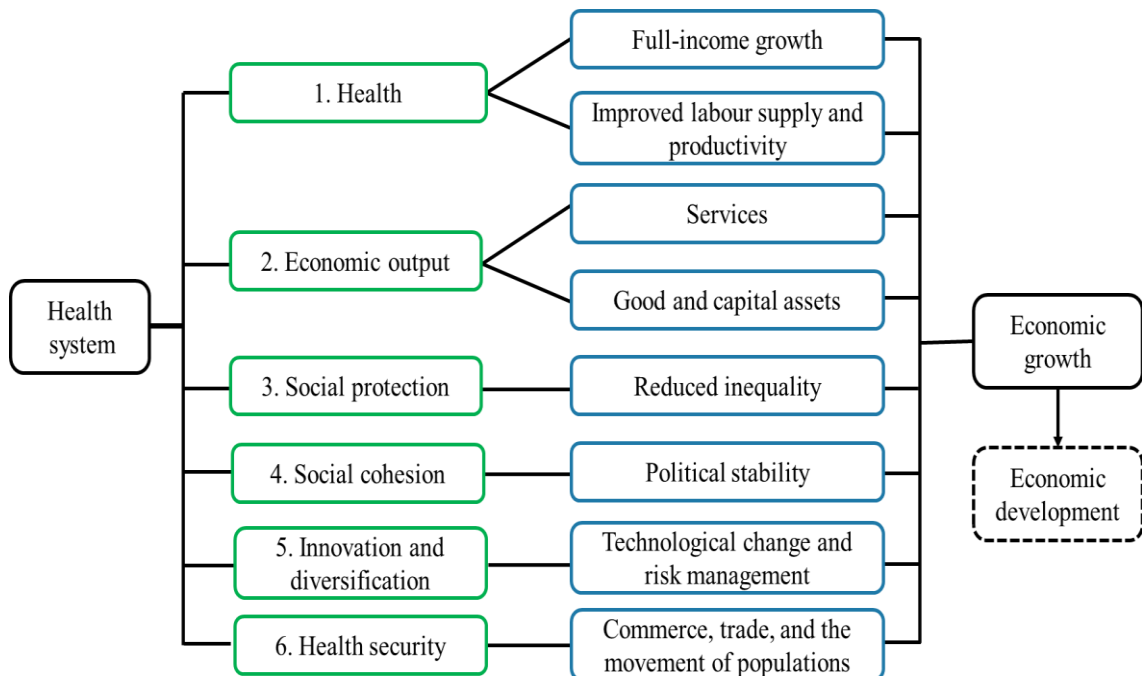 Health
system
1. Health
2. Economic output
3. Social protection
4. Social cohesion
5. Innovation and
diversification
6. Health security
Full-income growth
Improved labour supply and
productivity
Services
Good and capital assets
Reduced inequality
Political stability
Technological change and
risk management
Commerce, trade, and the
movement of populations
Economic
growth
Economic
development